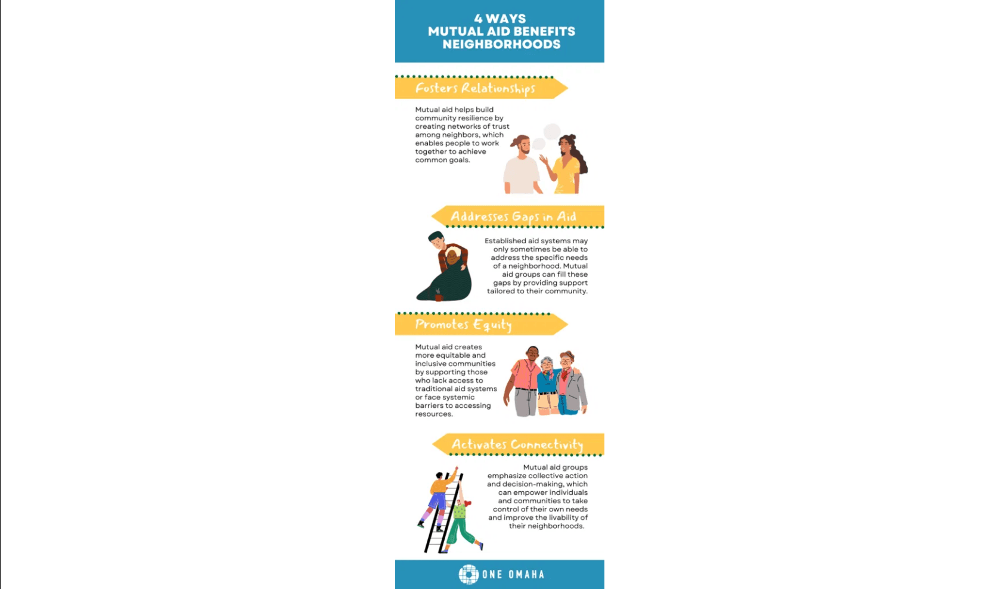 4 WAYS
MUTUAL AID BENEFITS
NEIGHBORHOODS
Fosters Relationships
Mutual aid helps build
community resilience by
creating networks of trust
among neighbors, which
enables people to work
together to achieve
common goals.
Addresses Gaps in Aid
Established aid systems may
only sometimes be able to
address the specific needs
of a neighborhood. Mutual
aid groups can fill these
gaps by providing support
tailored to their community.
Promotes Equity
Mutual aid creates
more equitable and
inclusive communities
by supporting those
who lack access to
traditional aid systems
or face systemic
barriers to accessing
resources.
Activates Connectivity
Mutual aid groups
emphasize collective action
and decision-making, which
can empower individuals
and communities to take
control of their own needs
and improve the livability of
their neighborhoods.
ONE OMAHA